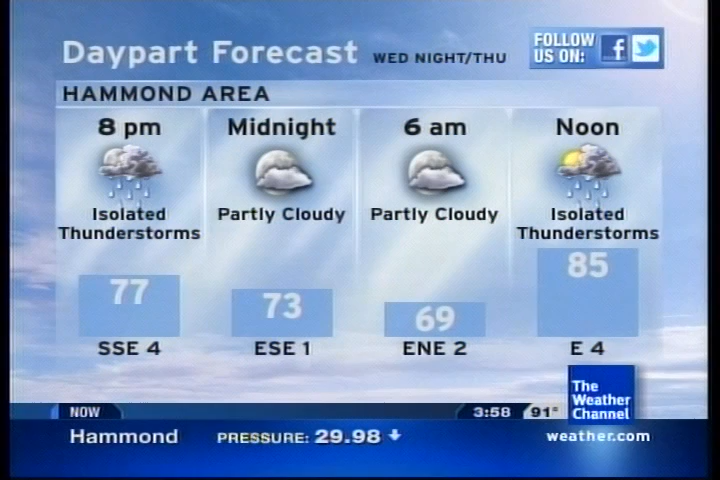 Daypart Forecast WED NIGHT/THU
FOLLOW US ON: f
HAMMOND AREA
8 pm Midnight 6 am Noon
Isolated Thunderstorms Partly Cloudy Partly Cloudy Isolated Thunderstorms
77 73 69 85
SSE 4 ESE 1 ENE 2 E 4
The
Weather
Channel
NOW 3:58 91°
Hammond PRESSURE: 29.98 weather.com